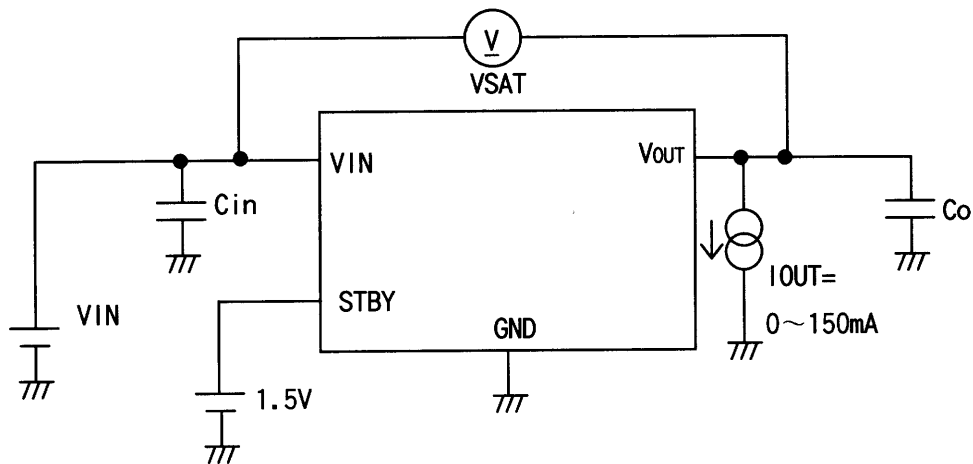 V
VSAT
VIN
VOUT
Cin
Co
STBY
IOUT=
VIN
GND
0~150mA
1.5V